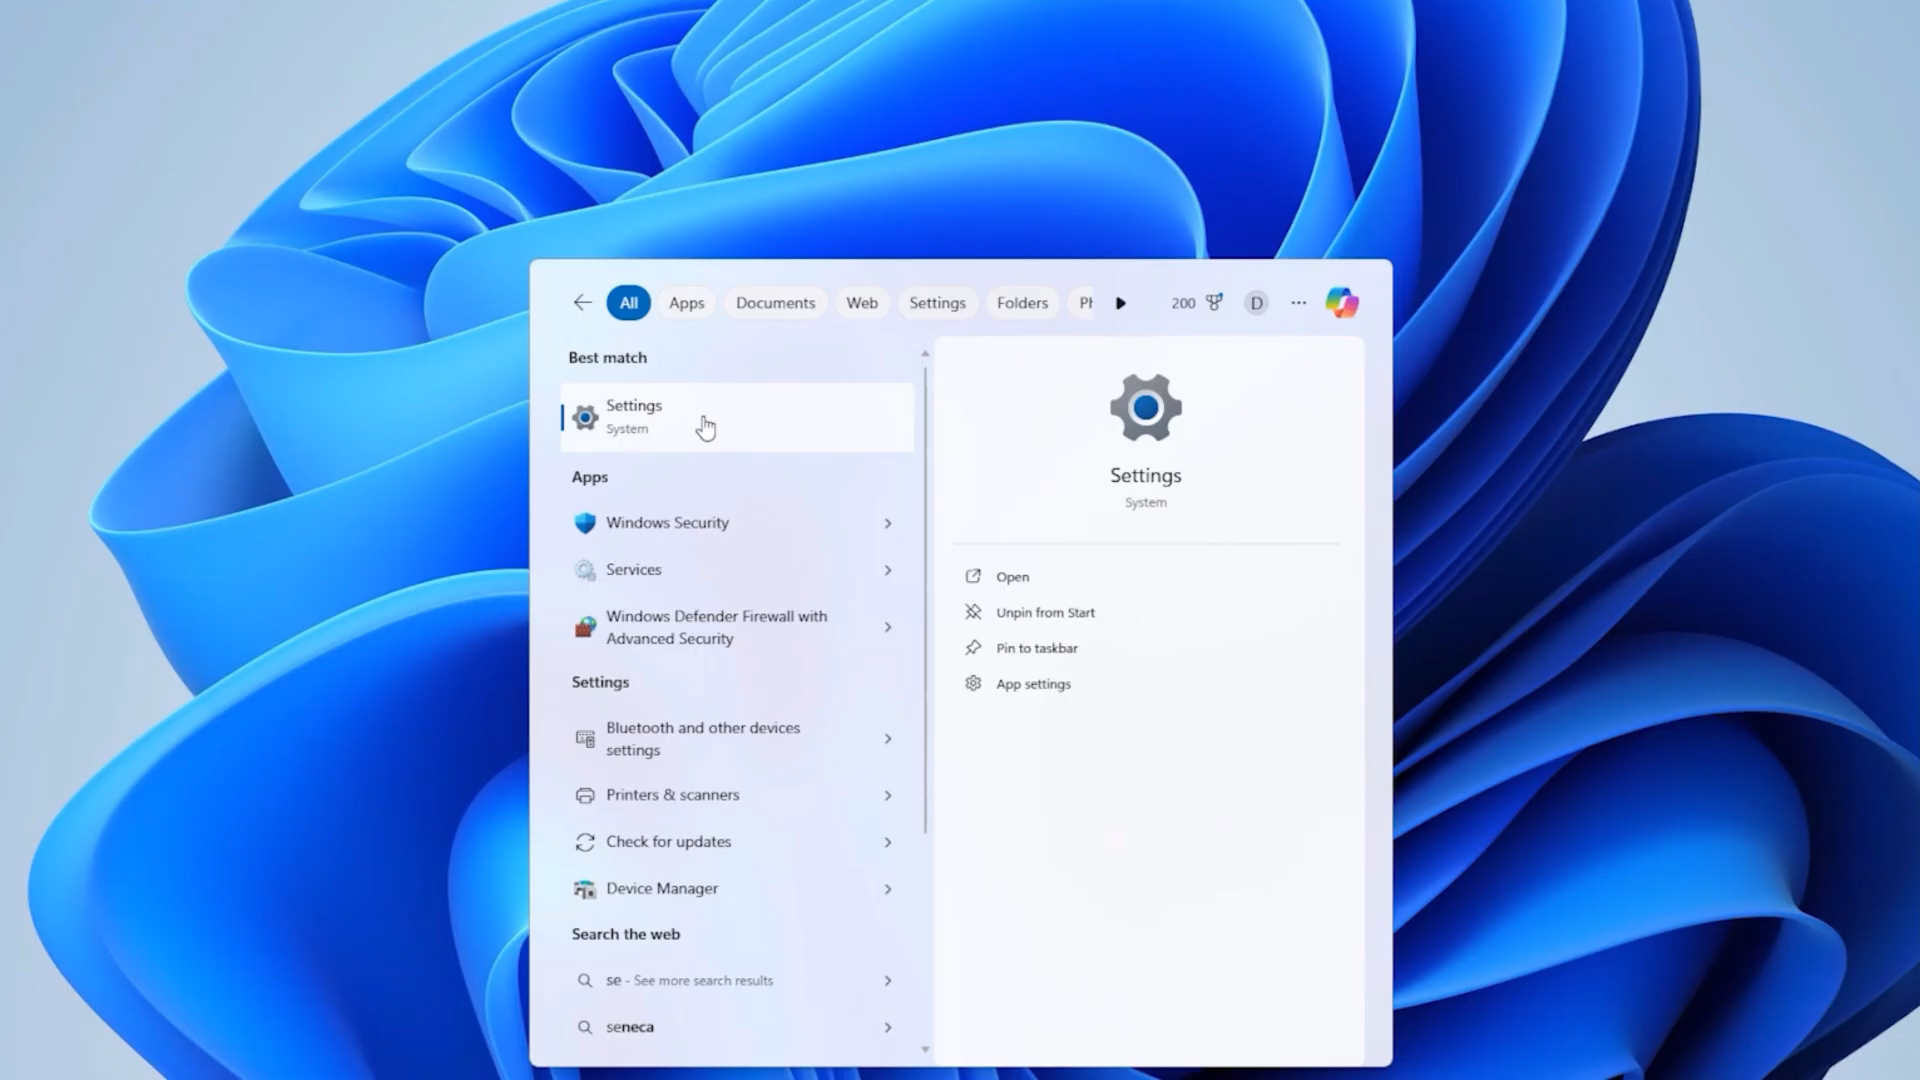 All Apps Documents Web Settings Folders 200 D ...
Best match
Settings
System
Apps
Windows Security
Services
Windows Defender Firewall with
Advanced Security
Settings
Bluetooth and other devices
settings
Printers & scanners
Check for updates
Device Manager
Search the web
se - See more search results
seneca
Settings
System
Open
Unpin from Start
Pin to taskbar
App settings